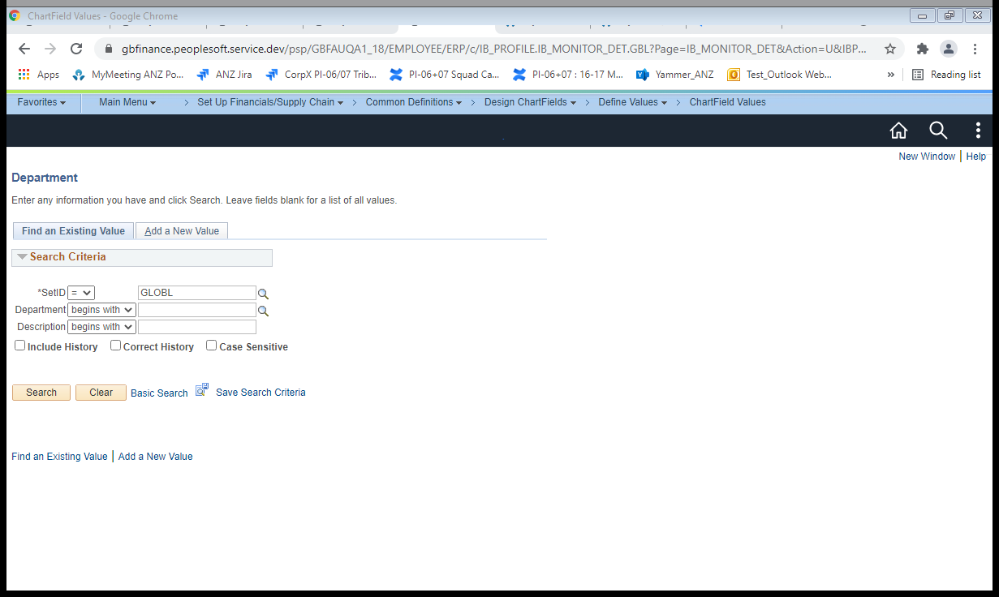 ChartField Values - Google Chrome
gbfinance.peoplesoft.service.dev/psp/GBFAUQA1_18/EMPLOYEE/ERP/c/IB_PROFILE.IB_MONITOR_DET.GBL?Page=IB_MONITOR_DET&Action=U&IBP...
Apps MyMeeting ANZ Po... ANZ Jira CorpX PI-06/07 Trib... PI-06+07 Squad Ca... PI-06+07 : 16-17 M... Yammer_ANZ Test_Outlook Web... » Reading list
Favorites Main Menu > Set Up Financials/Supply Chain > Common Definitions > Design ChartFields > Define Values > ChartField Values
New Window | Help
Department
Enter any information you have and click Search. Leave fields blank for a list of all values.
Find an Existing Value Add a New Value
Search Criteria
*SetID = GLOBL
Department begins with
Description begins with
Include History Correct History Case Sensitive
Search Clear Basic Search Save Search Criteria
Find an Existing Value | Add a New Value